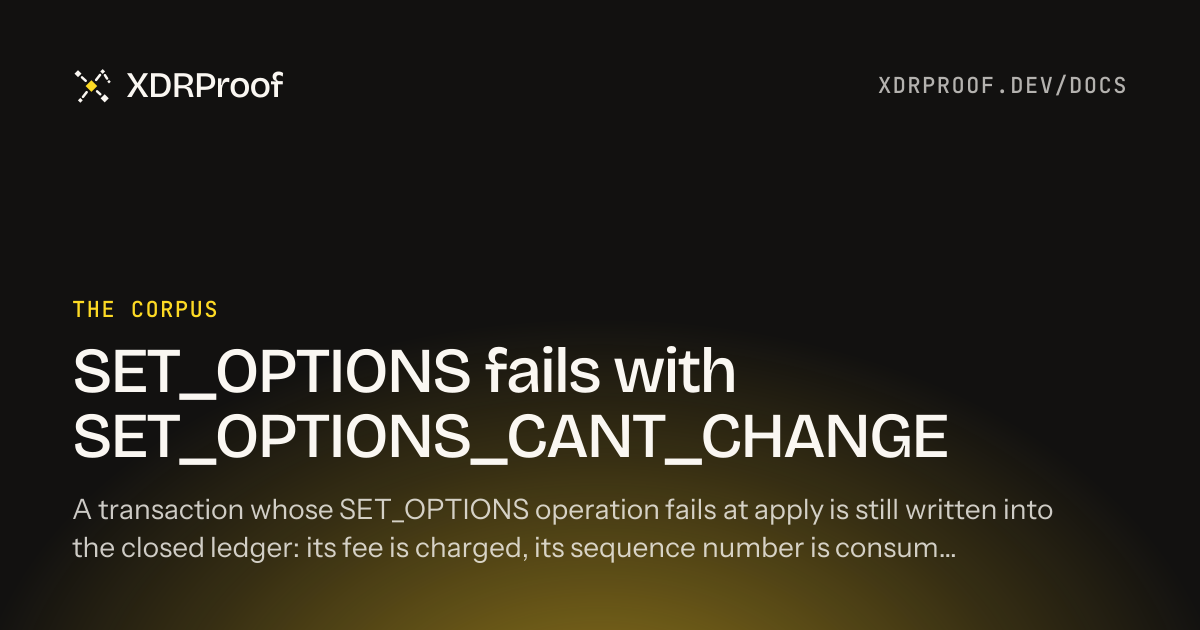 XDRProof
XDRPROOF.DEV/DOCS
THE CORPUS
SET_OPTIONS fails with
SET_OPTIONS_CANT_CHANGE
A transaction whose SET_OPTIONS operation fails at apply is still written into
the closed ledger: its fee is charged, its sequence number is consum...